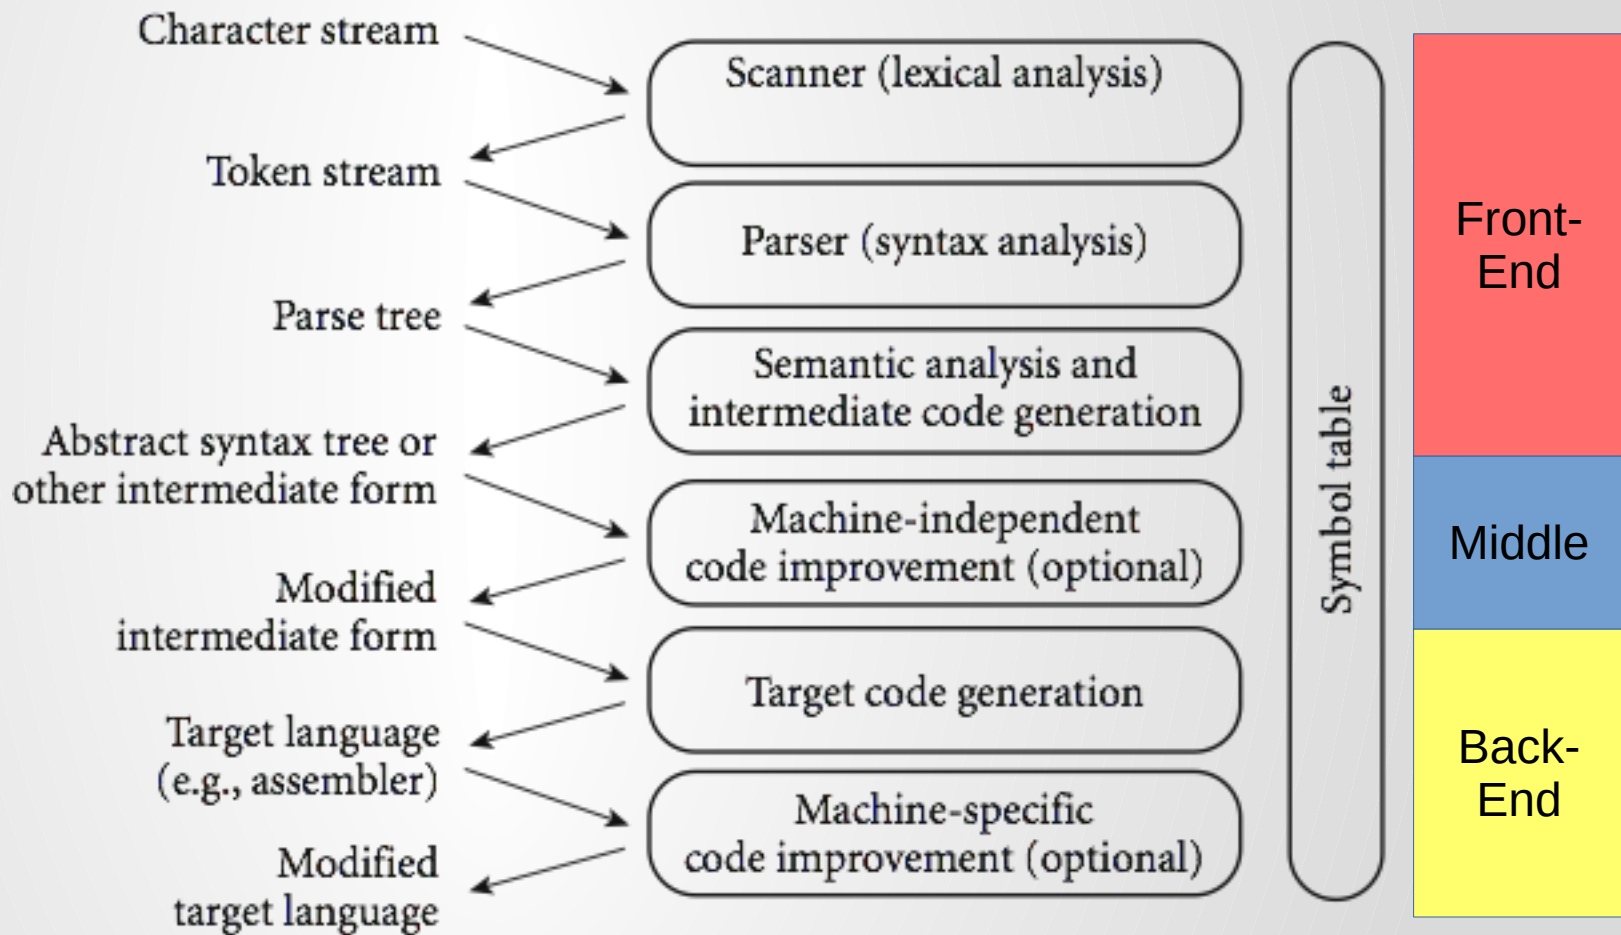 Character stream
Scanner (lexical analysis)
Token stream
Parser (syntax analysis)
Parse tree
Semantic analysis and
intermediate code generation
Abstract syntax tree or
other intermediate form
Machine-independent
code improvement (optional)
Modified
intermediate form
Target code generation
Target language
(e.g., assembler)
Machine-specific
code improvement (optional)
Modified
target language
Symbol table
Front-
End
Middle
Back-
End